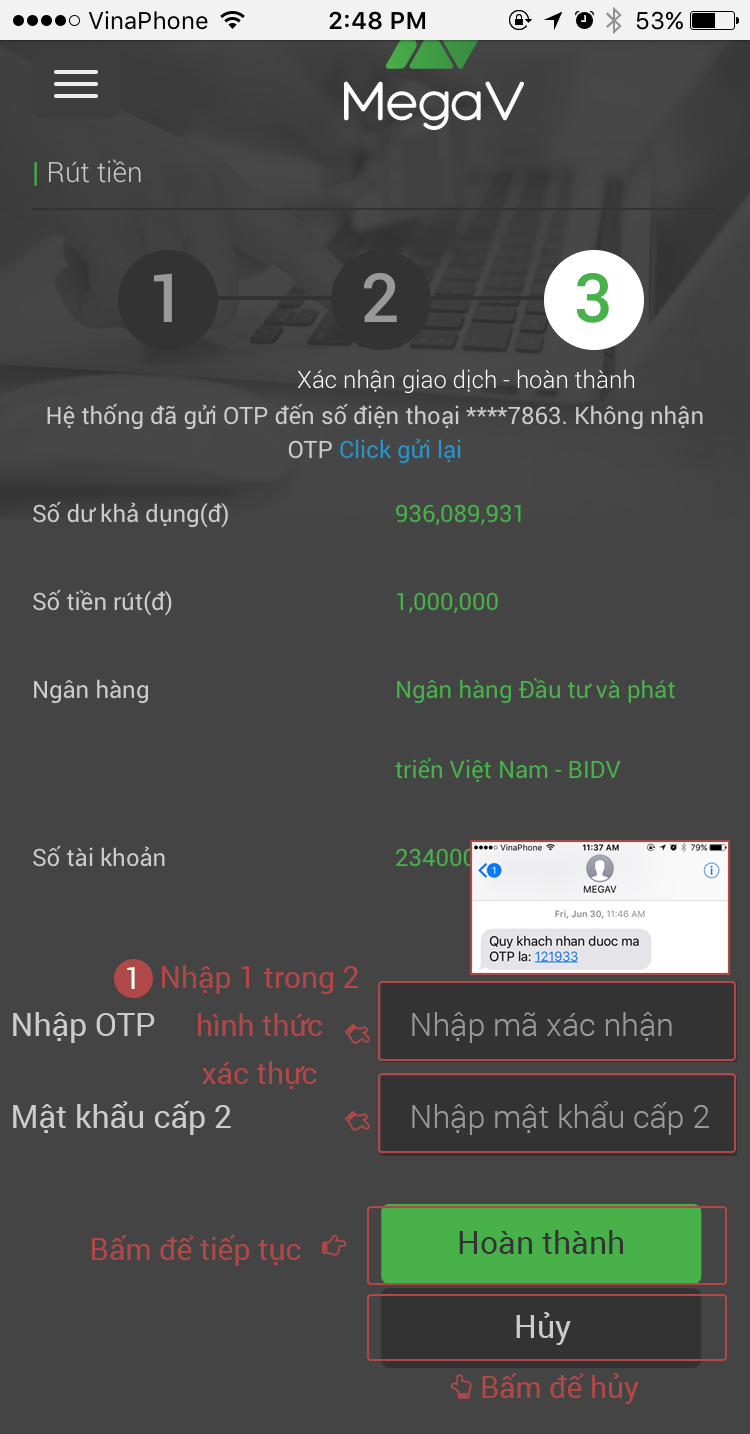 VinaPhone 2:48 PM 53%
MegaV
Rút tiền
1 2 3
Xác nhận giao dịch - hoàn thành
Hệ thống đã gửi OTP đến số điện thoại ****7863. Không nhận
OTP Click gửi lại
Số dư khả dụng(đ) 936,089,931
Số tiền rút(đ) 1,000,000
Ngân hàng Ngân hàng Đầu tư và phát
triển Việt Nam - BIDV
Số tài khoản 234000
VinaPhone 11:37 AM 79%
1
MEGAV
Fri, Jun 30, 11:46 AM
Quy khach nhan duoc ma
OTP la: 121933
1 Nhập 1 trong 2
hình thức
xác thực
Nhập OTP Nhập mã xác nhận
Mật khẩu cấp 2 Nhập mật khẩu cấp 2
Bấm để tiếp tục Hoàn thành
Hủy
Bấm để hủy